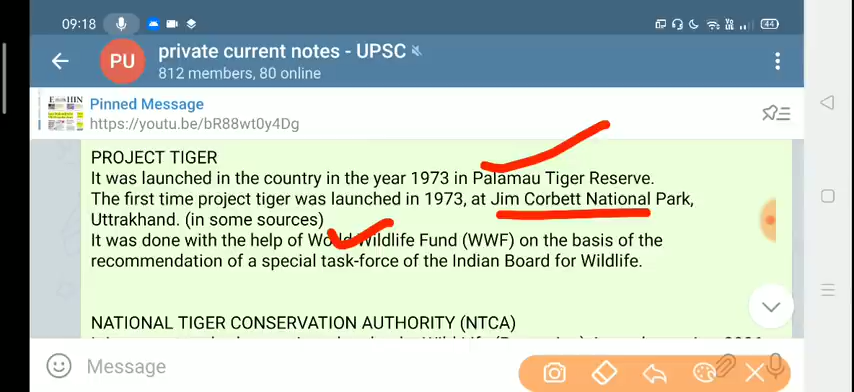 09:18
44
PU
private current notes - UPSC
812 members, 80 online
Pinned Message
https://youtu.be/bR88wt0y4Dg
PROJECT TIGER
It was launched in the country in the year 1973 in Palamau Tiger Reserve.
The first time project tiger was launched in 1973, at Jim Corbett National Park,
Uttrakhand. (in some sources)
It was done with the help of World Wildlife Fund (WWF) on the basis of the
recommendation of a special task-force of the Indian Board for Wildlife.
NATIONAL TIGER CONSERVATION AUTHORITY (NTCA)
Message